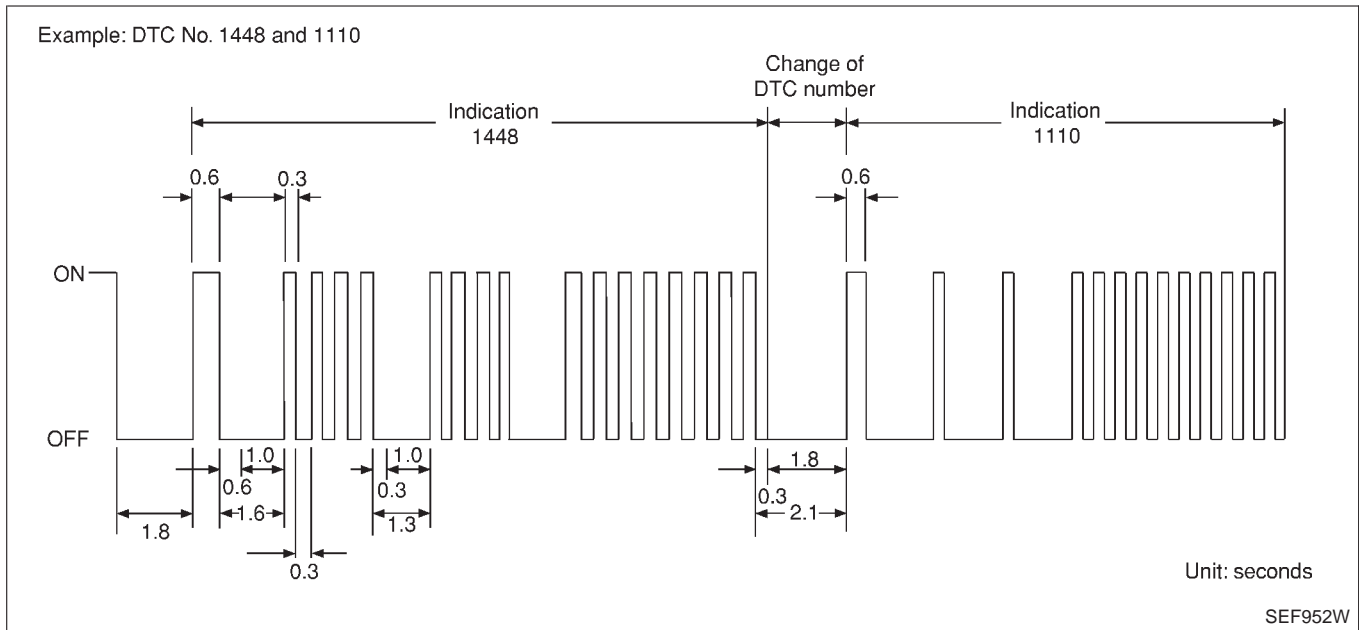 Example: DTC No. 1448 and 1110
Change of
DTC number
Indication
1448
Indication
1110
0.6
0.3
0.6
ON
OFF
1.0
1.0
1.8
0.6
0.3
0.3
1.8
1.6
1.3
2.1
0.3
Unit: seconds
SEF952W